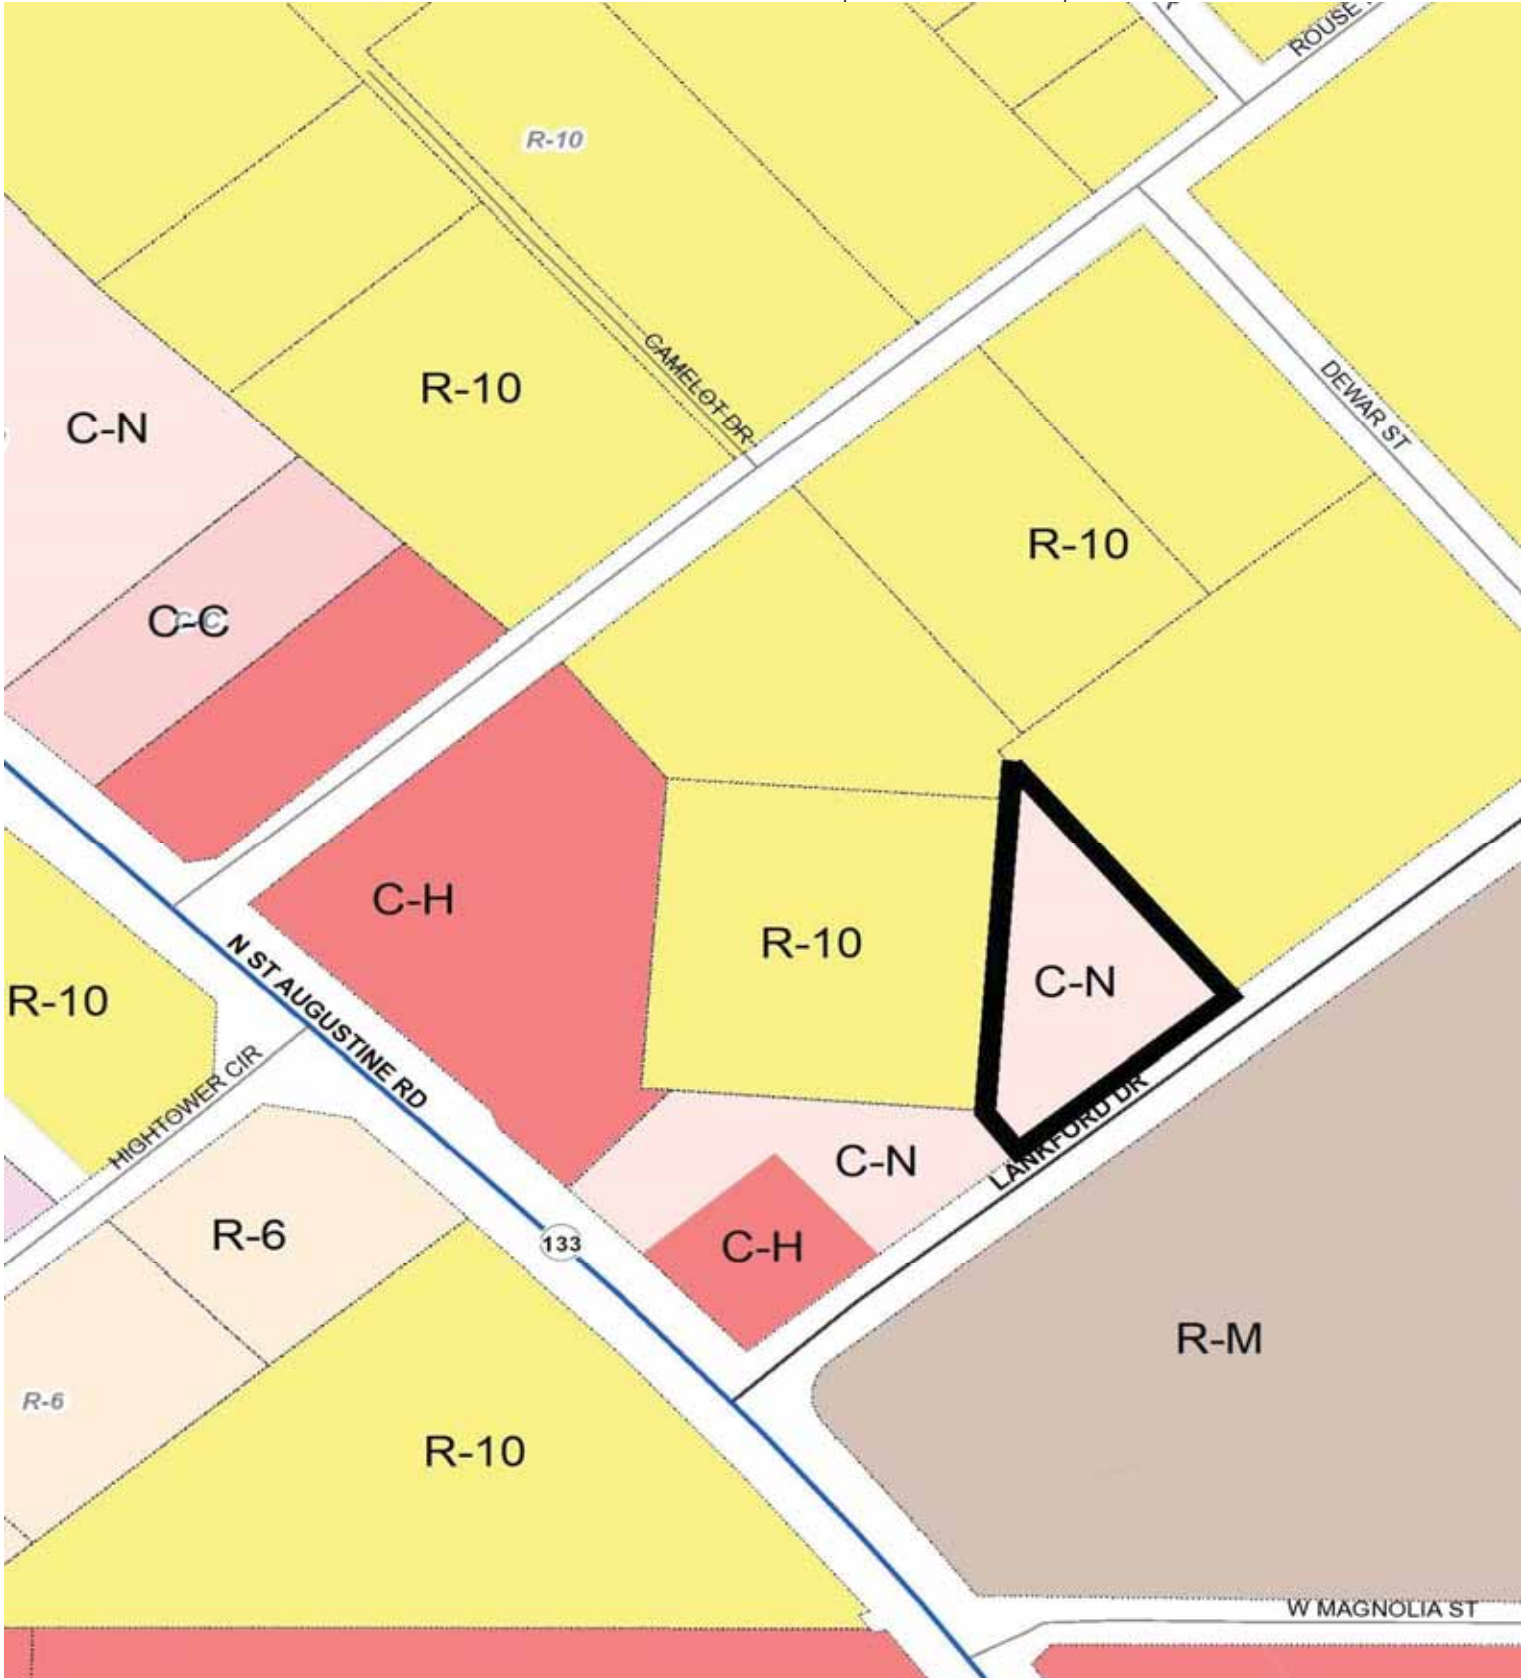 ROUSE
R-10
CAMELOT DR
R-10
DEWAR ST
C-N
R-10
C-C
C-H
R-10
C-N
R-10
N ST AUGUSTINE RD
HIGHTOWER CIR
LANKFORD DR
C-N
R-6
133
C-H
R-M
R-6
R-10
W MAGNOLIA ST